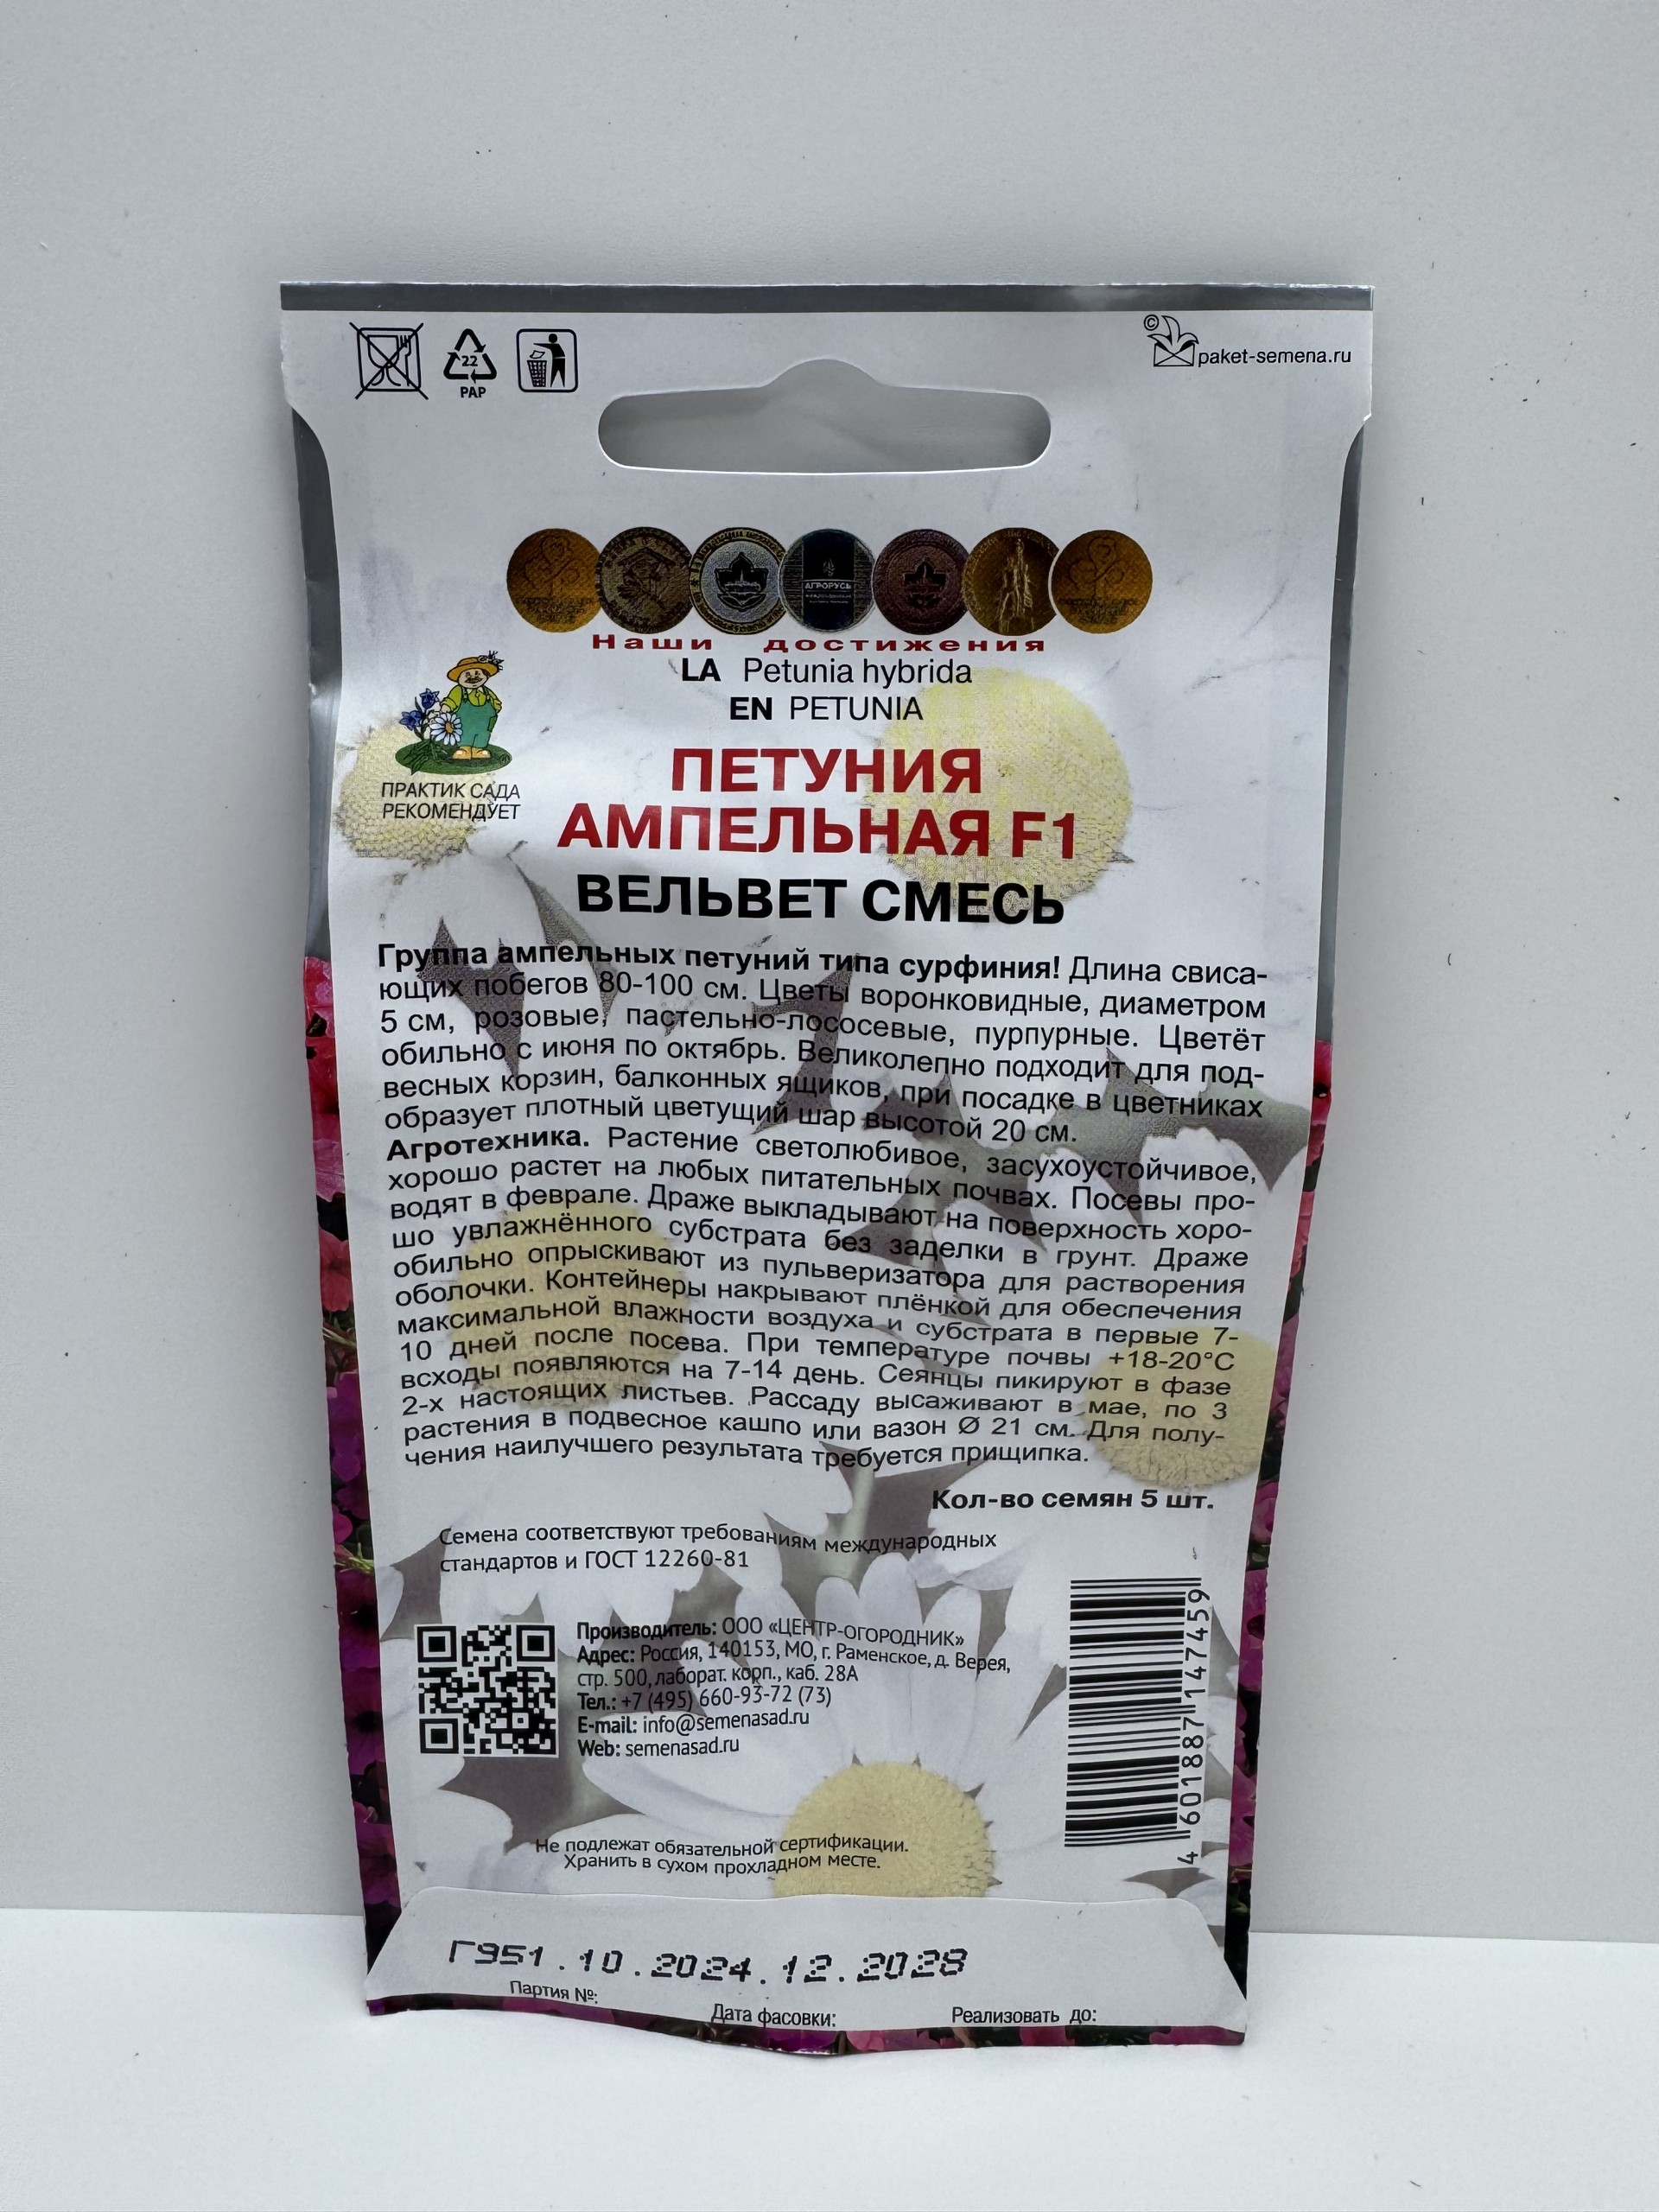 22
PAP
© paket-semena.ru
АГРОРУСЬ
Наши достижения
LA Petunia hybrida
EN PETUNIA
ПРАКТИК САДА
РЕКОМЕНДУЕТ
ПЕТУНИЯ
АМПЕЛЬНАЯ F1
ВЕЛЬВЕТ СМЕСЬ
Группа ампельных петуний типа сурфиния! Длина свиса-
ющих побегов 80-100 см. Цветы воронковидные, диаметром
5 см, розовые, пастельно-лососевые, пурпурные. Цветёт
обильно с июня по октябрь. Великолепно подходит для под-
весных корзин, балконных ящиков, при посадке в цветниках
образует плотный цветущий шар высотой 20 см.
Агротехника. Растение светолюбивое, засухоустойчивое,
хорошо растет на любых питательных почвах. Посевы про-
водят в феврале. Драже выкладывают на поверхность хоро-
шо увлажнённого субстрата без заделки в грунт. Драже
обильно опрыскивают из пульверизатора для растворения
оболочки. Контейнеры накрывают плёнкой для обеспечения
максимальной влажности воздуха и субстрата в первые 7-
10 дней после посева. При температуре почвы +18-20°С
всходы появляются на 7-14 день. Сеянцы пикируют в фазе
2-х настоящих листьев. Рассаду высаживают в мае, по 3
растения в подвесное кашпо или вазон Ø 21 см. Для полу-
чения наилучшего результата требуется прищипка.
Кол-во семян 5 шт.
Семена соответствуют требованиям международных
стандартов и ГОСТ 12260-81
Производитель: ООО «ЦЕНТР-ОГОРОДНИК»
Адрес: Россия, 140153, МО, г. Раменское, д. Верея,
стр. 500, лаборат. корп., каб. 28А
Тел.: +7 (495) 660-93-72 (73)
E-mail: info@semenasad.ru
Web: semenasad.ru
4 601887 147459
Не подлежат обязательной сертификации.
Хранить в сухом прохладном месте.
Г951.10.2024.12.2028
Партия №:
Дата фасовки:
Реализовать до: